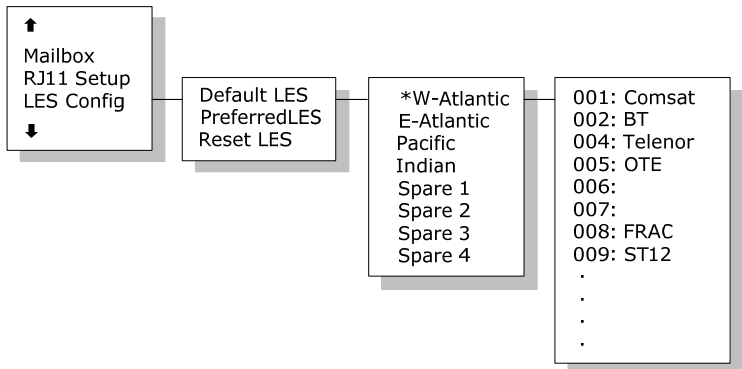 Mailbox
RJ11 Setup
LES Config
Default LES
PreferredLES
Reset LES
*W-Atlantic
E-Atlantic
Pacific
Indian
Spare 1
Spare 2
Spare 3
Spare 4
001: Comsat
002: BT
004: Telenor
005: OTE
006:
007:
008: FRAC
009: ST12
.
.
.
.